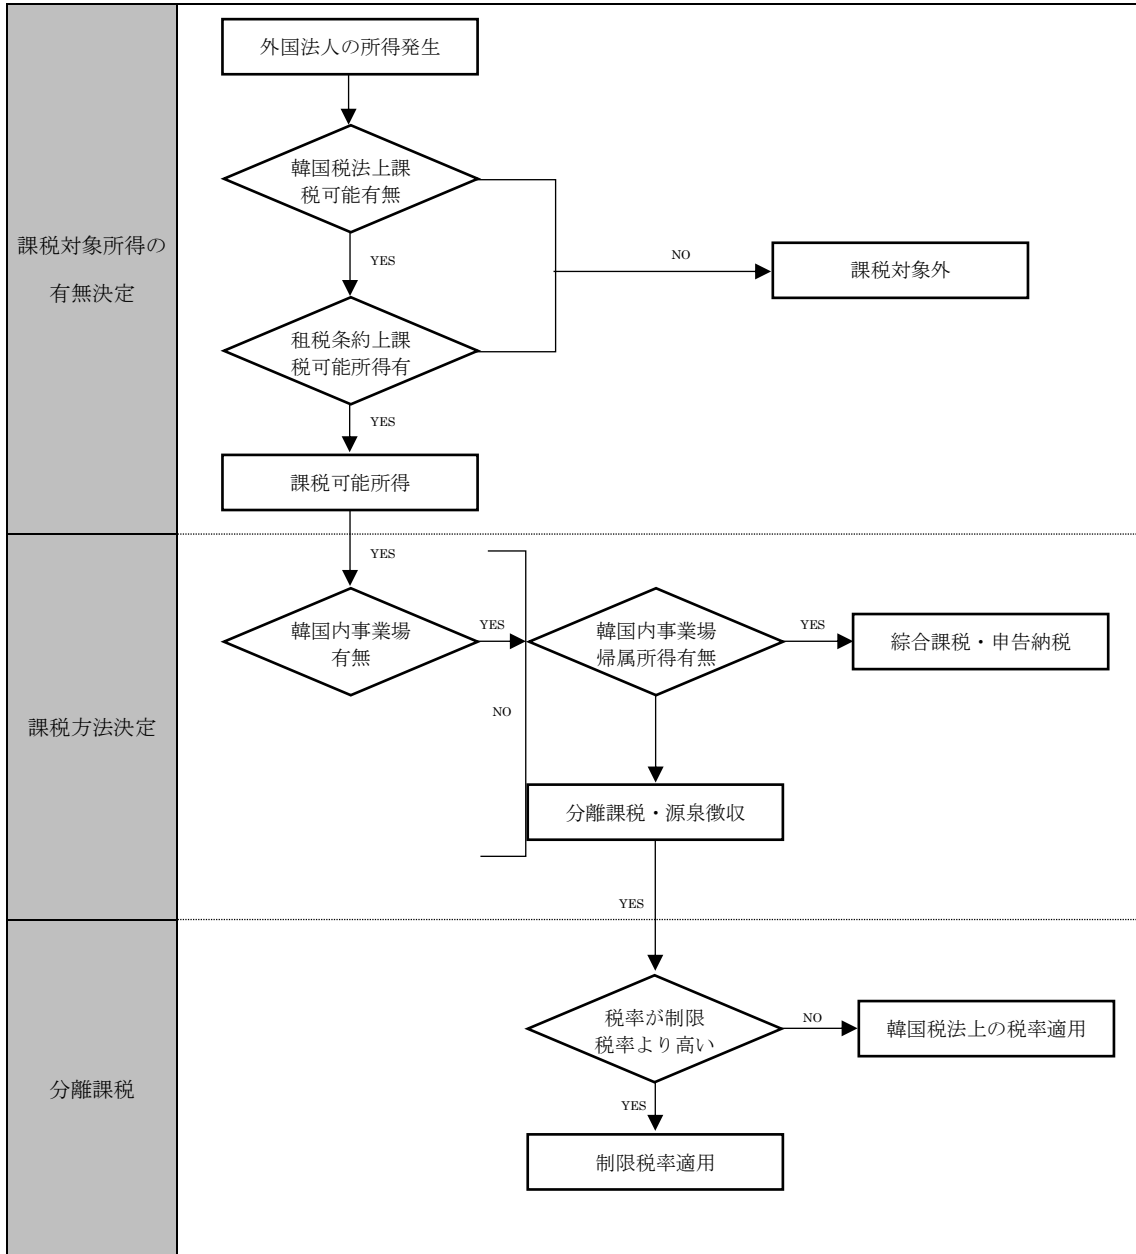 課税対象所得の
有無決定
外国法人の所得発生
韓国税法上課
税可能有無
YES
NO
課税対象外
租税条約上課
税可能所得有
YES
課税可能所得
課税方法決定
YES
韓国内事業場
有無
YES
韓国内事業場
帰属所得有無
YES
綜合課税・申告納税
NO
分離課税・源泉徴収
YES
分離課税
税率が制限
税率より高い
NO
韓国税法上の税率適用
YES
制限税率適用